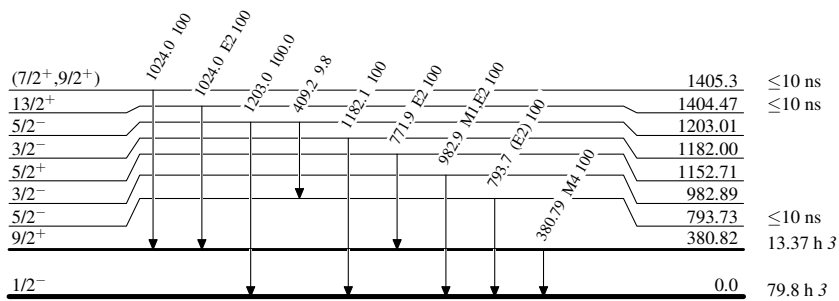 1024.0 100
1024.0 E2 100
1203.0 100.0
409.2 9.8
1182.1 100
771.9 E2 100
982.9 M1,E2 100
793.7 (E2) 100
380.79 M4 100
(7/2+,9/2+) 1405.3 ≤10 ns
13/2+ 1404.47 ≤10 ns
5/2− 1203.01
3/2− 1182.00
5/2+ 1152.71
3/2− 982.89
5/2− 793.73 ≤10 ns
9/2+ 380.82 13.37 h 3
1/2− 0.0 79.8 h 3